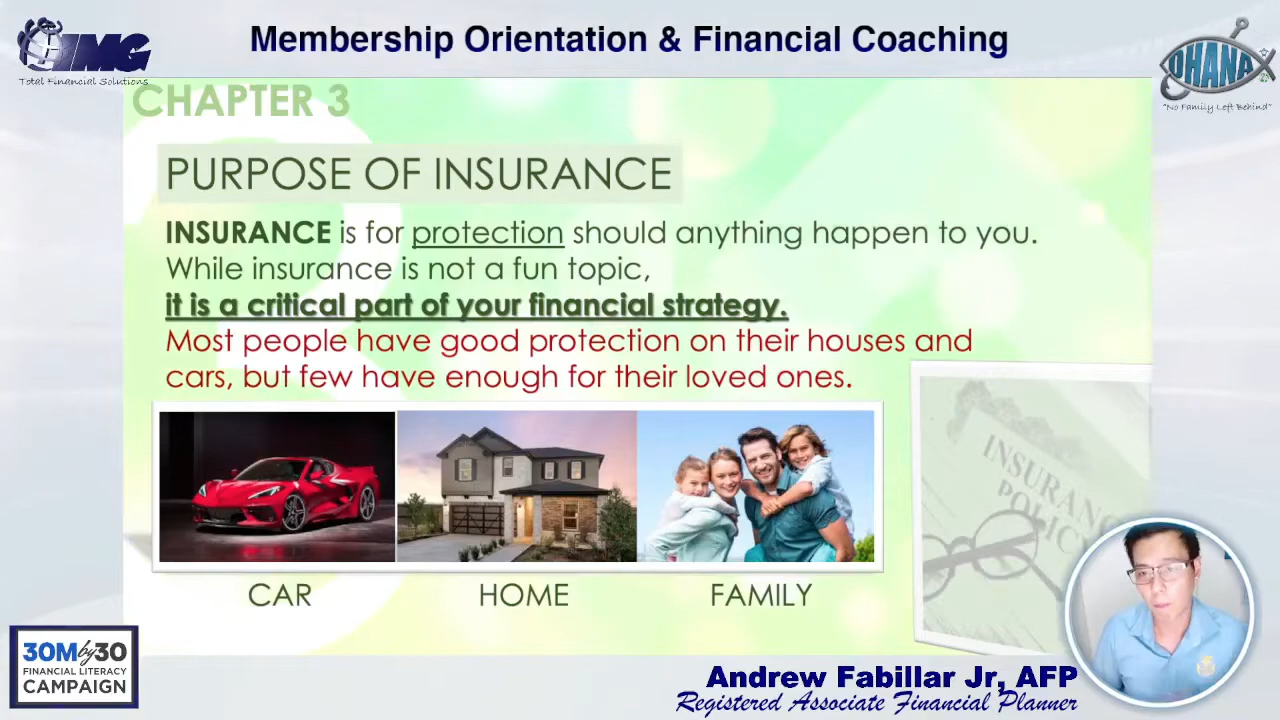 IMG
Total Financial Solutions
Membership Orientation & Financial Coaching
OHANA
"No Family Left Behind"
CHAPTER 3
PURPOSE OF INSURANCE
INSURANCE is for protection should anything happen to you.
While insurance is not a fun topic,
it is a critical part of your financial strategy.
Most people have good protection on their houses and
cars, but few have enough for their loved ones.
INSURANC
POLIC
CAR HOME FAMILY
30M by 30
FINANCIAL LITERACY
CAMPAIGN
Andrew Fabillar Jr, AFP
Registered Associate Financial Planner